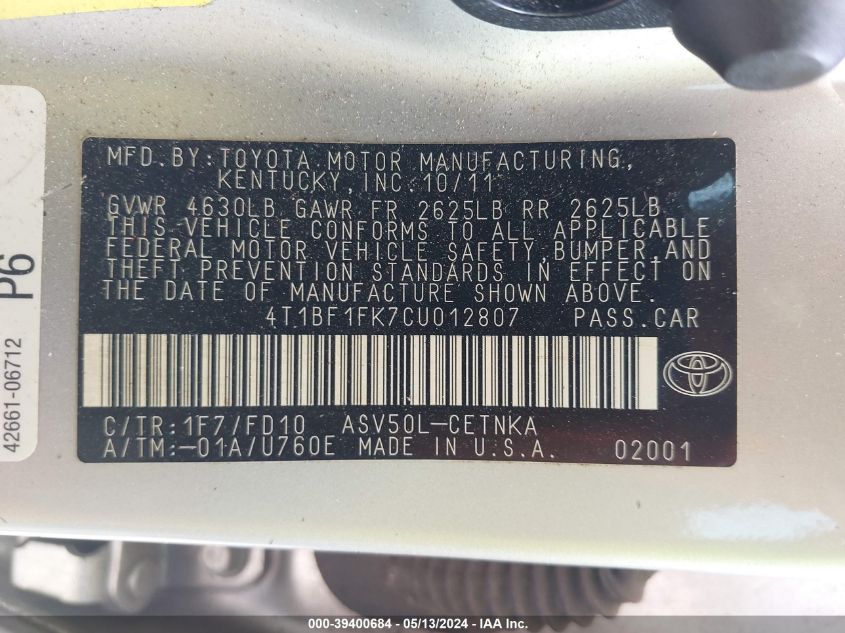 MFD. BY: TOYOTA MOTOR MANUFACTURING,
KENTUCKY, INC. 10/11
GVWR 4630LB GAWR FR 2625LB RR 2625LB
THIS VEHICLE CONFORMS TO ALL APPLICABLE
FEDERAL MOTOR VEHICLE SAFETY, BUMPER, AND
THEFT PREVENTION STANDARDS IN EFFECT ON
THE DATE OF MANUFACTURE SHOWN ABOVE.
4T1BF1FK7CU012807 PASS. CAR
C/TR: 1F7/FD10 ASV50L-CETNKA
A/TM: -01A/U760E MADE IN U.S.A. 02001
P6
42661-06712
000-39400684 - 05/13/2024 - IAA Inc.